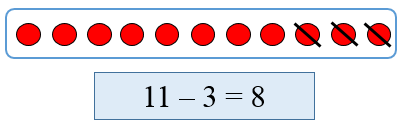 11 – 3 = 8